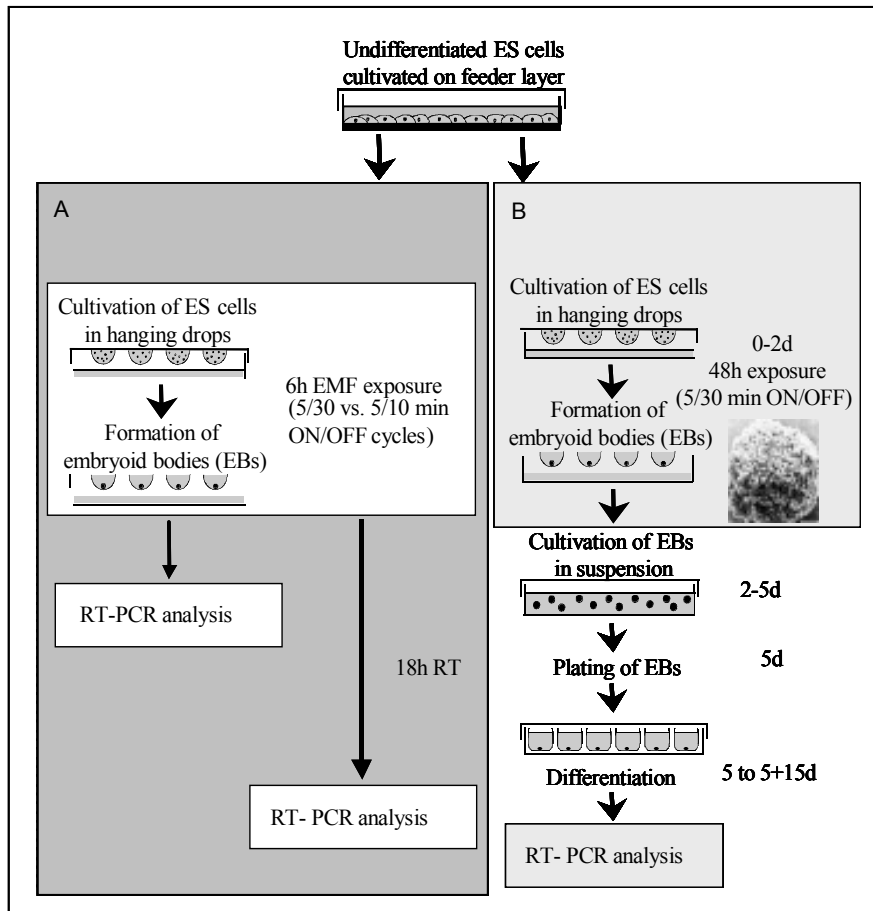 Undifferentiated ES cells
cultivated on feeder layer
A
Cultivation of ES cells
in hanging drops
6h EMF exposure
(5/30 vs. 5/10 min
ON/OFF cycles)
Formation of
embryoid bodies (EBs)
RT-PCR analysis
18h RT
RT- PCR analysis
B
Cultivation of ES cells
in hanging drops
0-2d
48h exposure
(5/30 min ON/OFF)
Formation of
embryoid bodies (EBs)
Cultivation of EBs
in suspension
2-5d
Plating of EBs
5d
Differentiation
5 to 5+15d
RT- PCR analysis